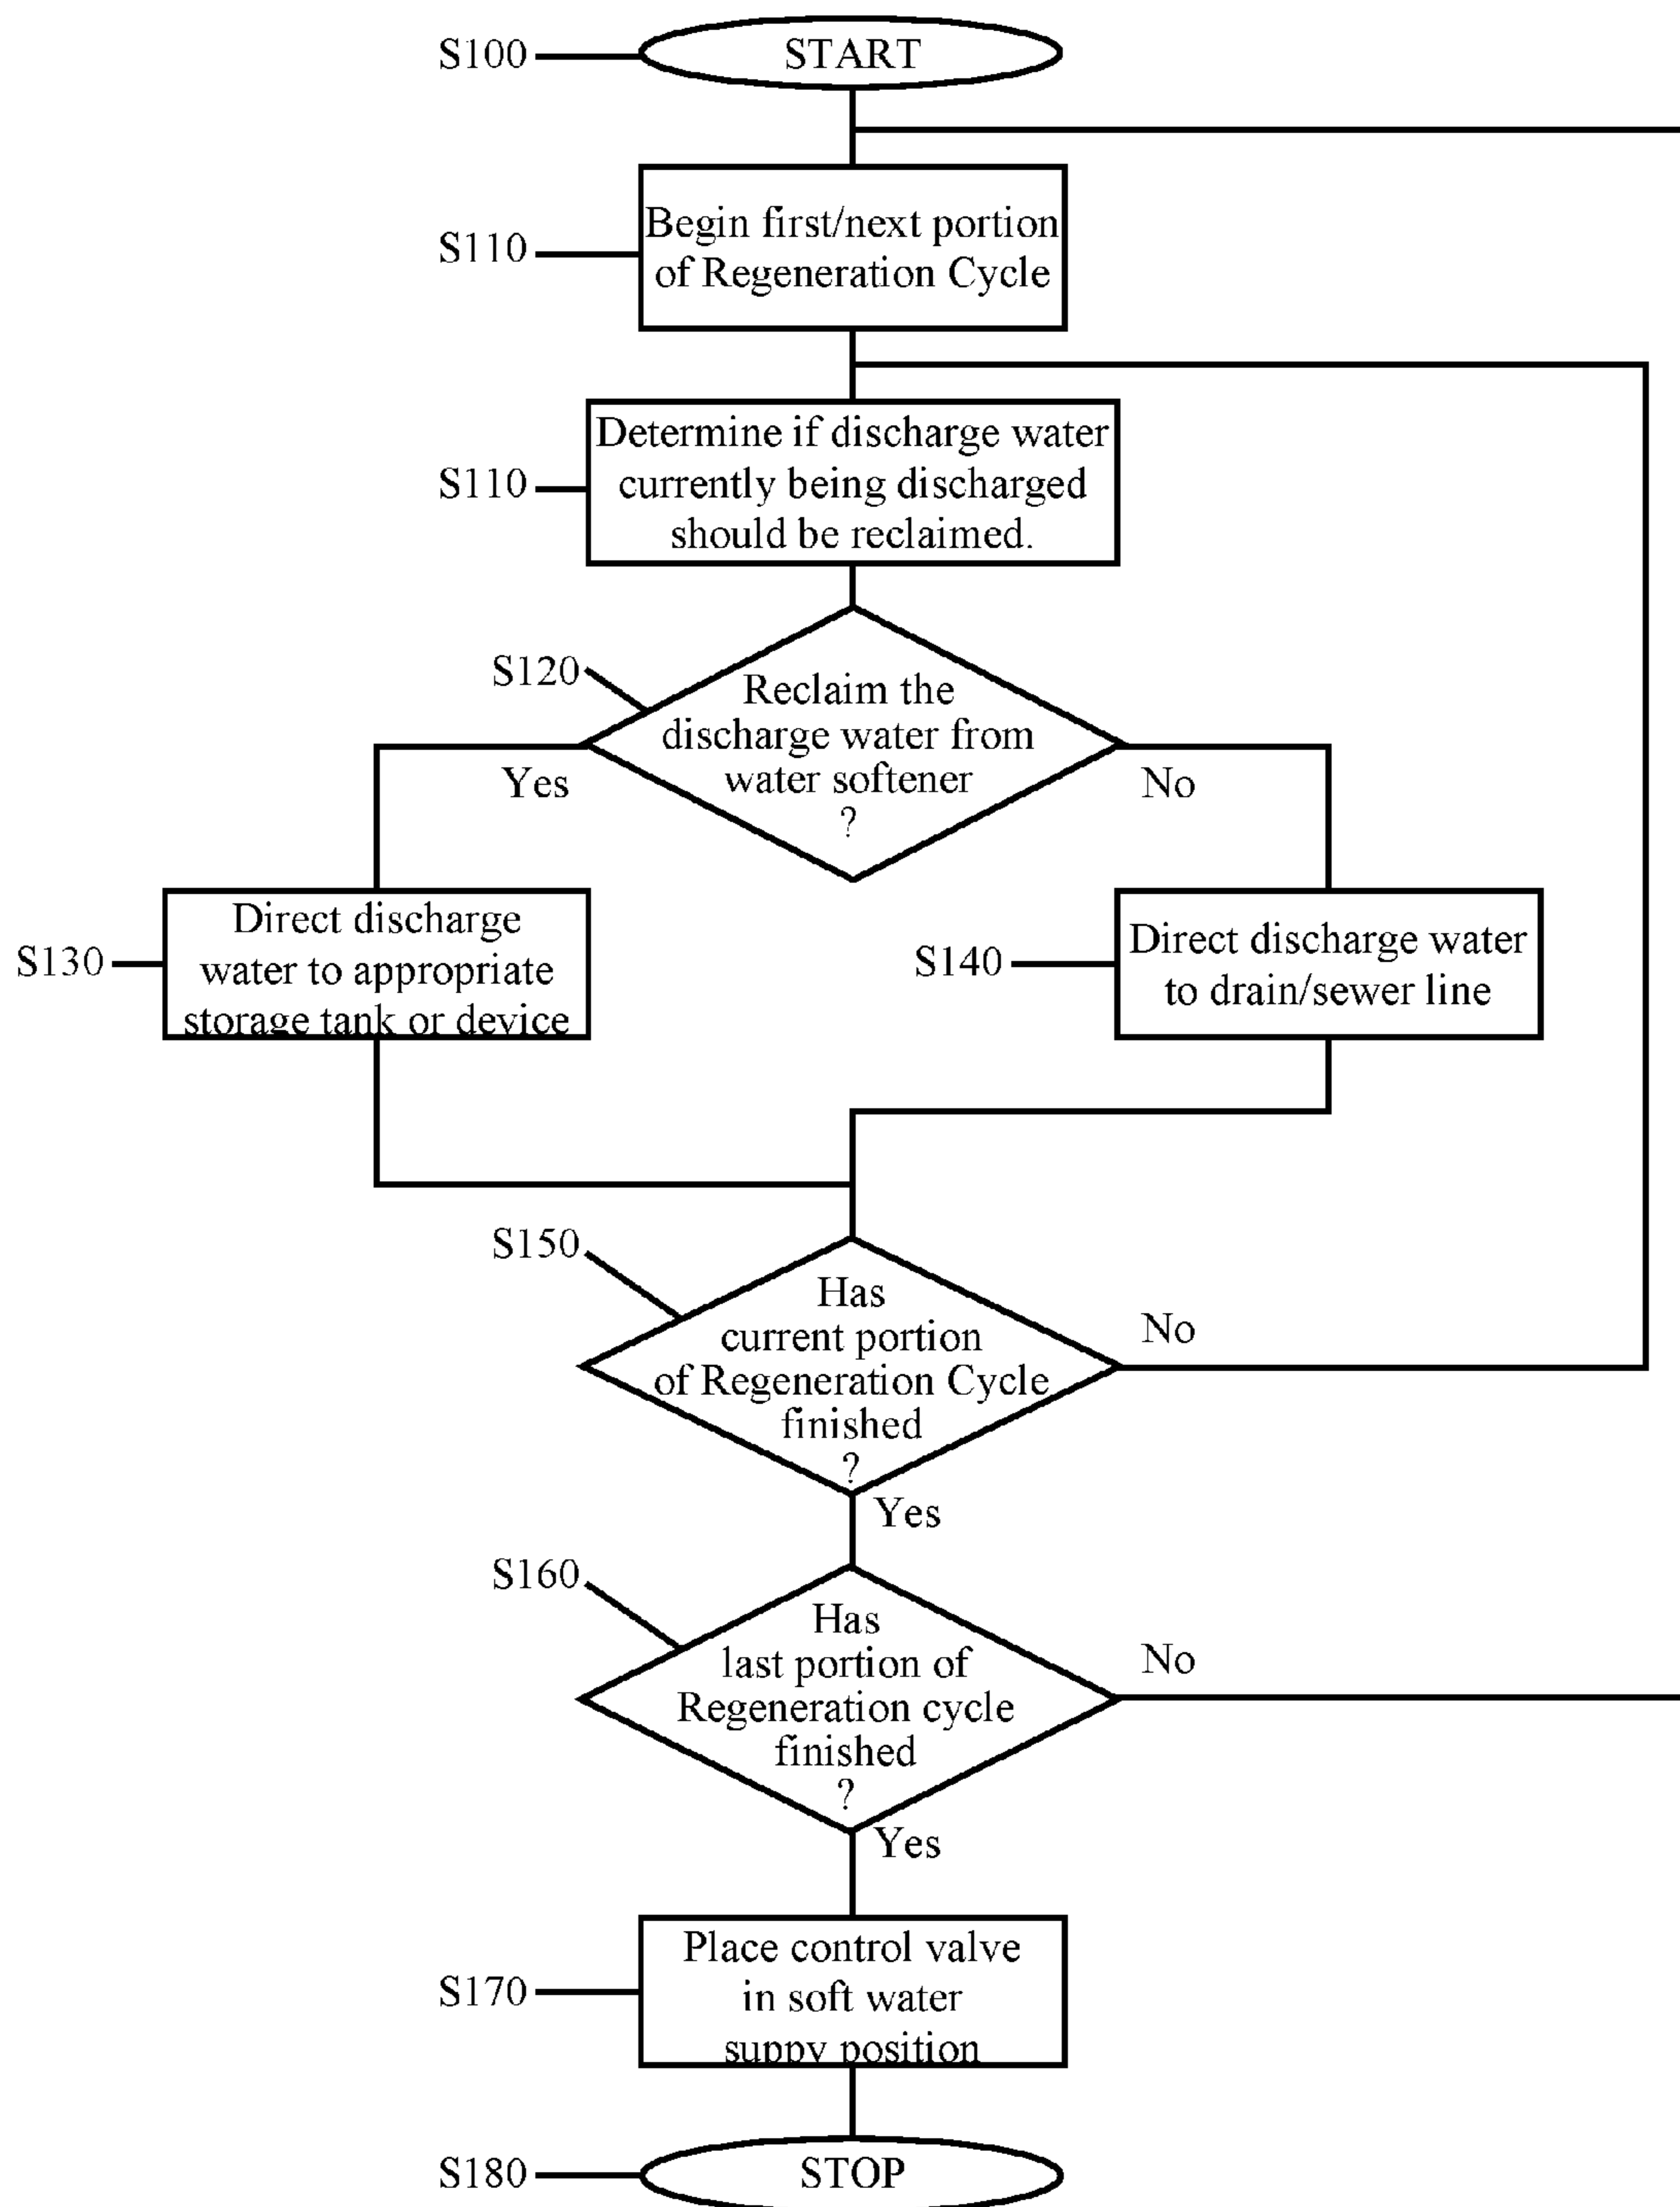 S100
START
S110
Begin first/next portion
of Regeneration Cycle
S110
Determine if discharge water
currently being discharged
should be reclaimed.
S120
Reclaim the
discharge water from
water softener
?
Yes
No
S130
Direct discharge
water to appropriate
storage tank or device
S140
Direct discharge water
to drain/sewer line
S150
Has
current portion
of Regeneration Cycle
finished
?
No
Yes
S160
Has
last portion of
Regeneration cycle
finished
?
No
Yes
S170
Place control valve
in soft water
suppy position
S180
STOP